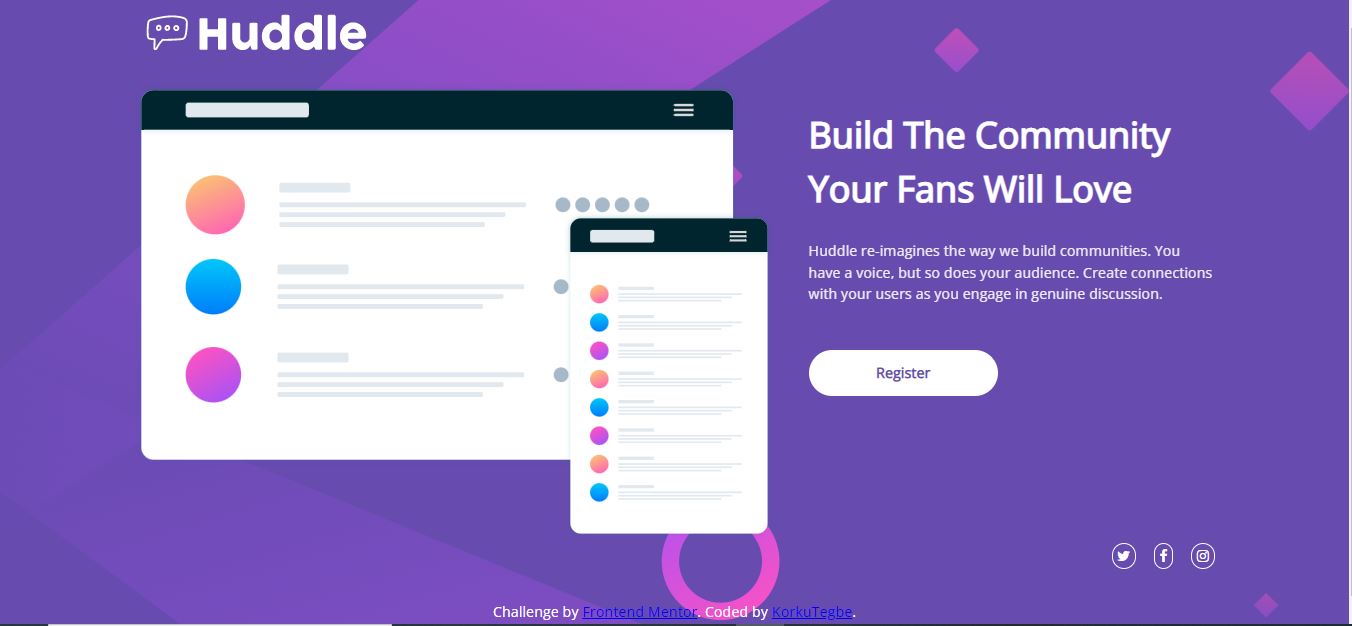 Huddle
Build The Community
Your Fans Will Love
Huddle re-imagines the way we build communities. You
have a voice, but so does your audience. Create connections
with your users as you engage in genuine discussion.
Register
Challenge by Frontend Mentor. Coded by KorkuTegbe.